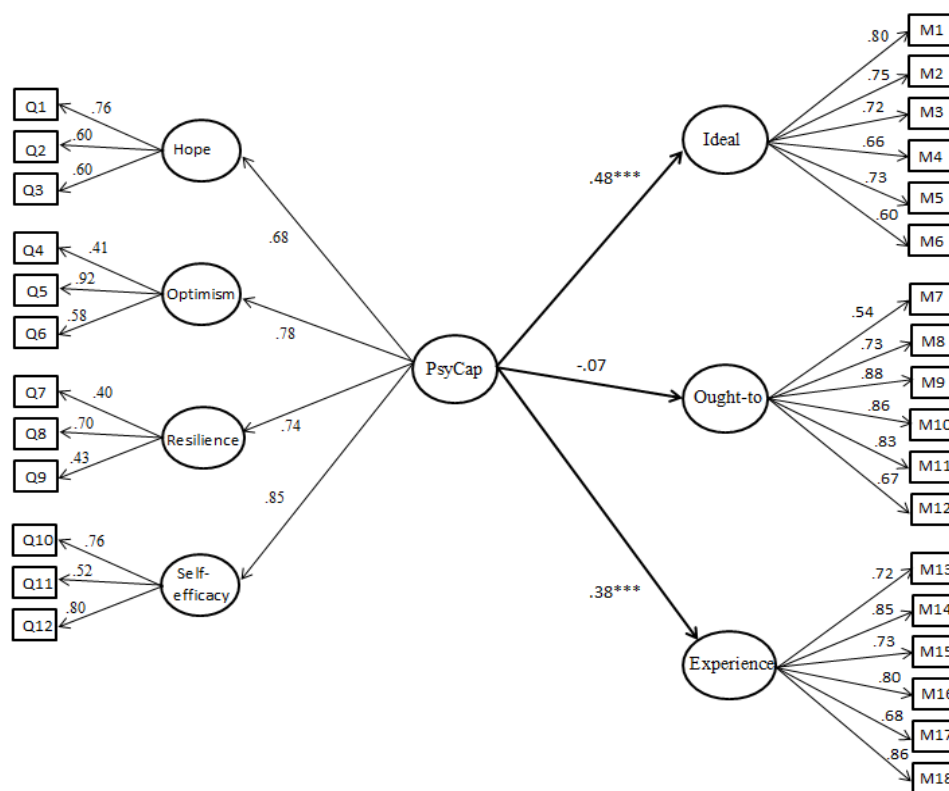 Q1
Q2
Q3
.76
.60
.60
Hope
Q4
Q5
Q6
.41
.92
.58
Optimism
Q7
Q8
Q9
.40
.70
.43
Resilience
Q10
Q11
Q12
.76
.52
.80
Self-
efficacy
.68
.78
.74
.85
PsyCap
.48***
-.07
.38***
Ideal
.80
.75
.72
.66
.73
.60
M1
M2
M3
M4
M5
M6
Ought-to
.54
.73
.88
.86
.83
.67
M7
M8
M9
M10
M11
M12
Experience
.72
.85
.73
.80
.68
.86
M13
M14
M15
M16
M17
M18